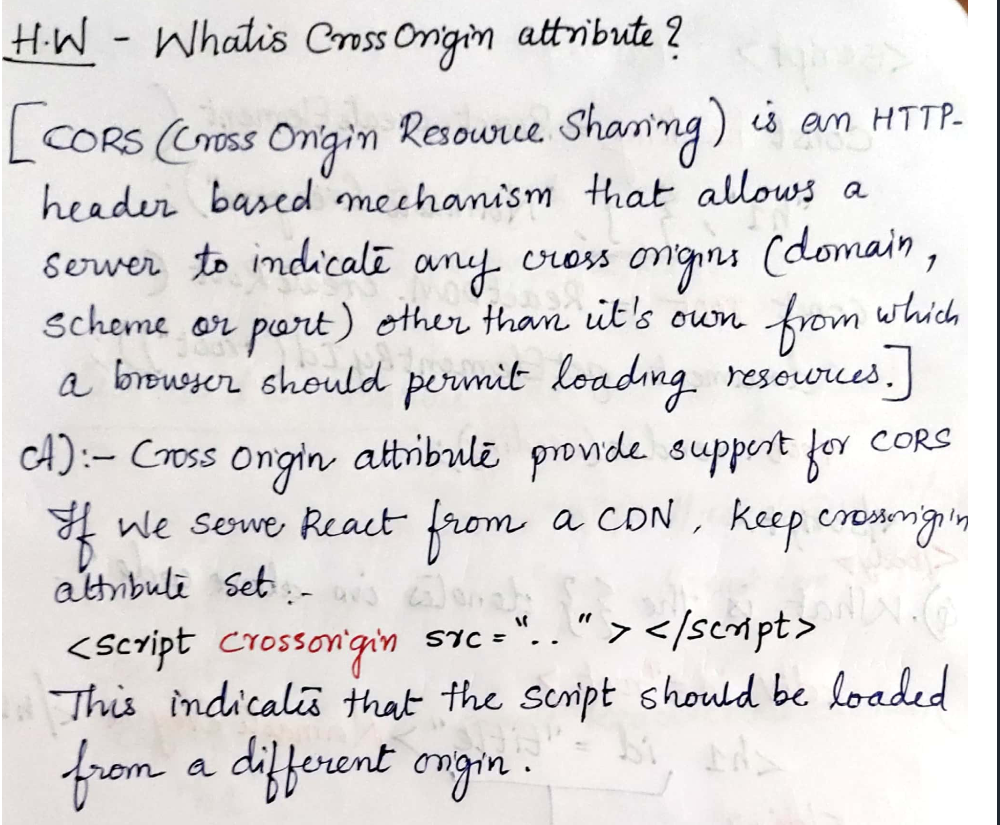 H.W - What is Cross Origin attribute?
[CORS (Cross Origin Resource Sharing) is an HTTP-
header based mechanism that allows a
server to indicate any cross origins (domain,
scheme or port) other than it's own from which
a browser should permit loading resources.]
A):- Cross Origin attribute provide support for CORS
If We serve React from a CDN, keep crossorigin
attribute set:-
<script crossorigin src = ".." > </script>
This indicates that the script should be loaded
from a different origin.